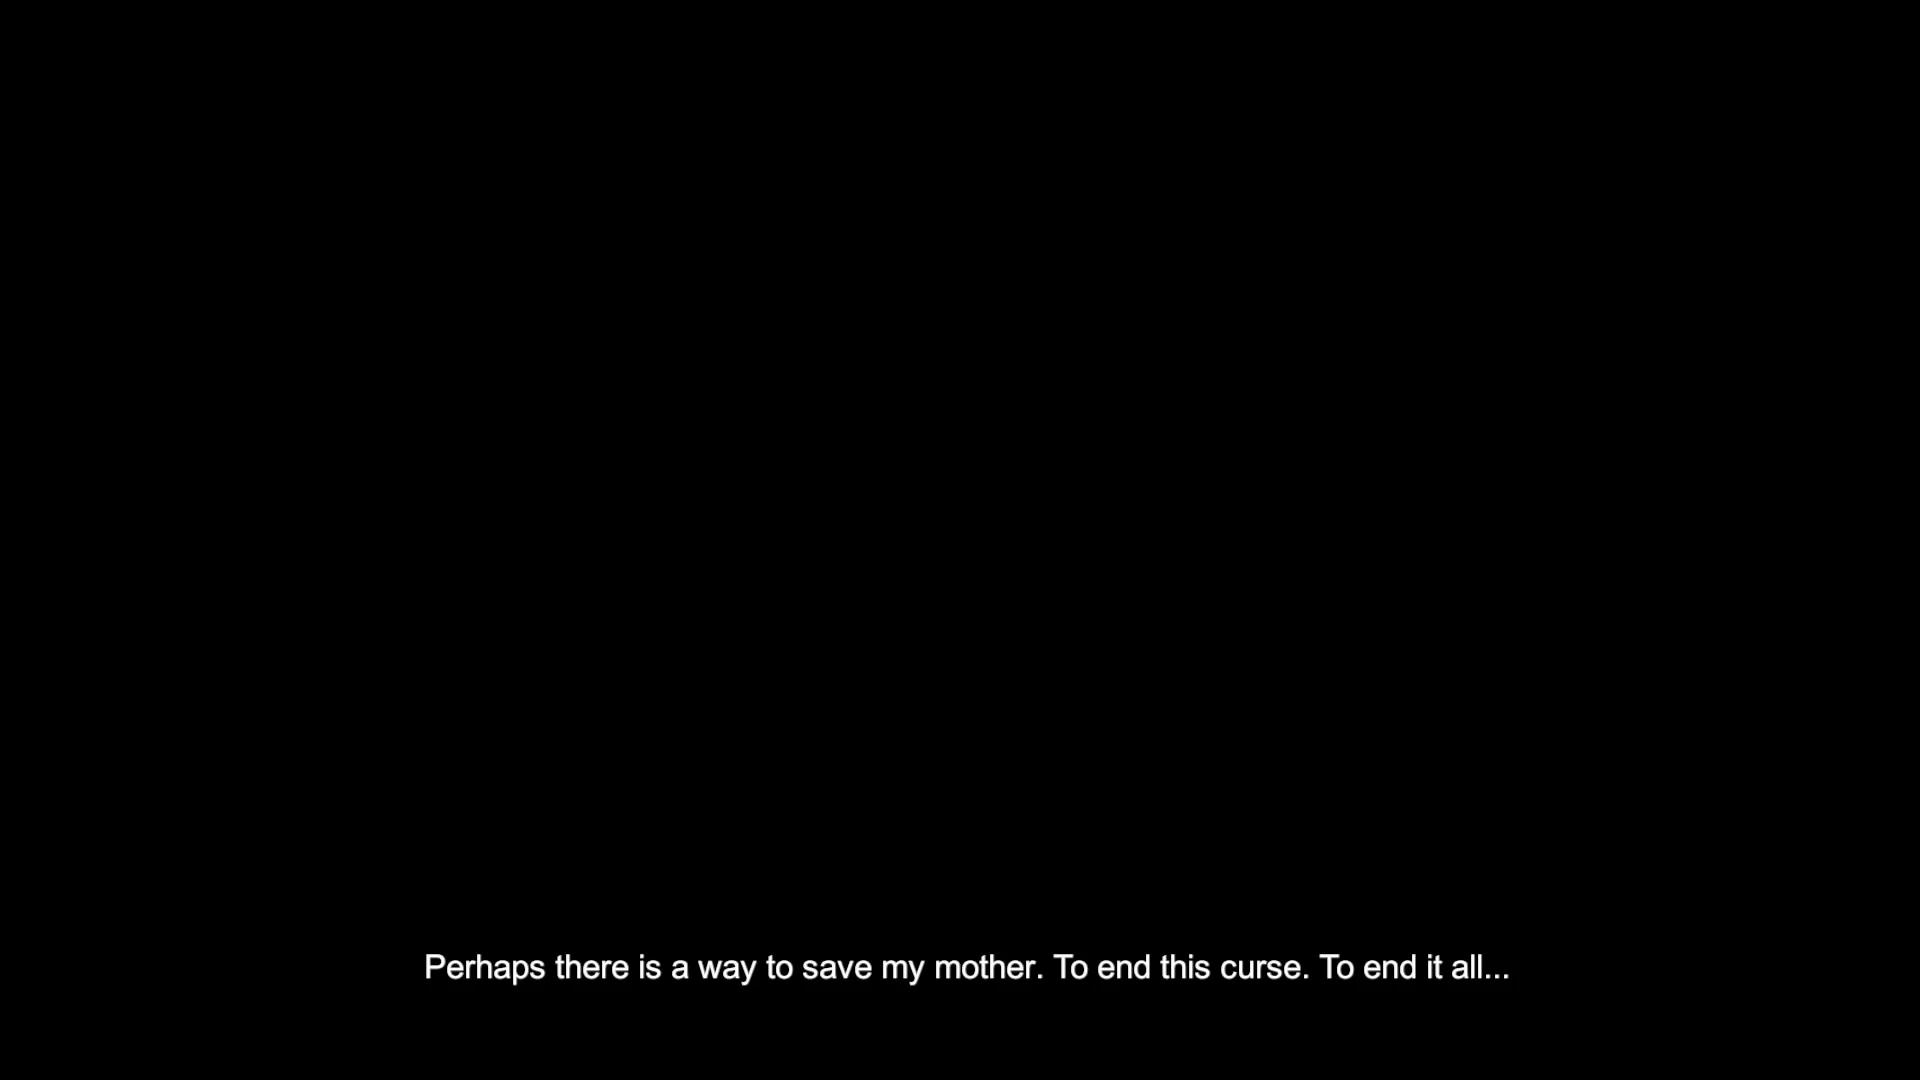 Perhaps there is a way to save my mother. To end this curse. To end it all...